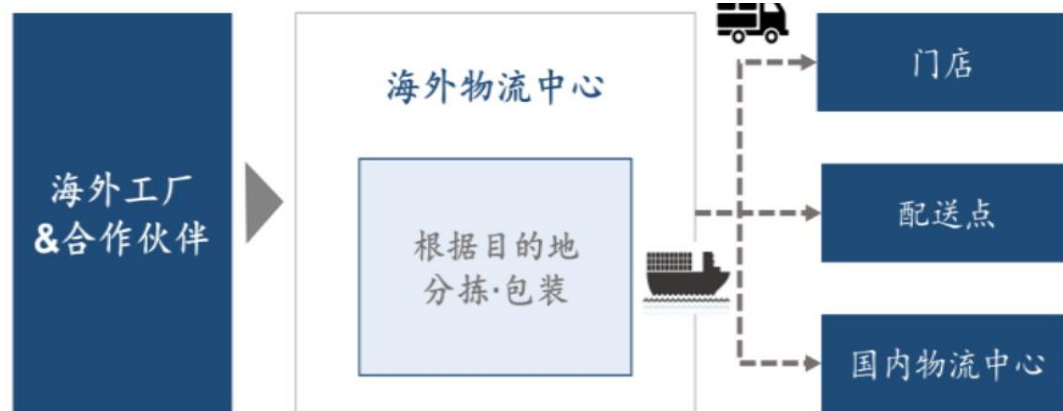 海外工厂
&合作伙伴
海外物流中心
根据目的地
分拣·包装
门店
配送点
国内物流中心